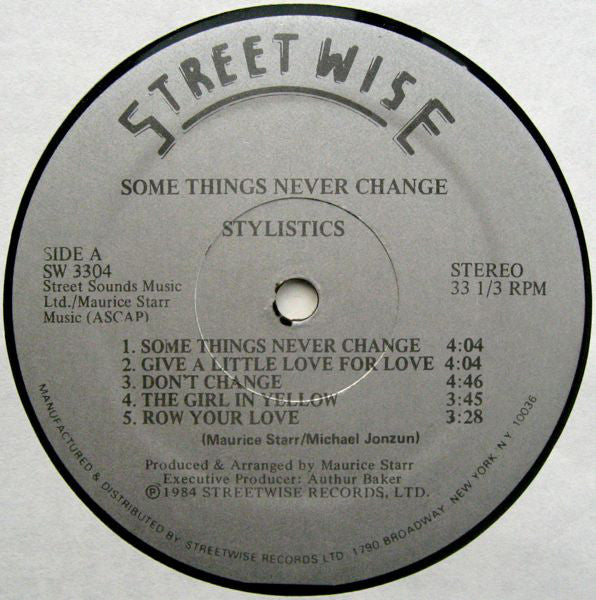 STREETWISE
SOME THINGS NEVER CHANGE
STYLISTICS
SIDE A
SW 3304
Street Sounds Music
Ltd./Maurice Starr
Music (ASCAP)
STEREO
33 1/3 RPM
1. SOME THINGS NEVER CHANGE 4:04
2. GIVE A LITTLE LOVE FOR LOVE 4:04
3. DON'T CHANGE 4:46
4. THE GIRL IN YELLOW 3:45
5. ROW YOUR LOVE 3:28
(Maurice Starr/Michael Jonzun)
Produced & Arranged by Maurice Starr
Executive Producer: Authur Baker
Ⓟ©1984 STREETWISE RECORDS, LTD.
MANUFACTURED & DISTRIBUTED BY: STREETWISE RECORDS LTD. 1790 BROADWAY, NEW YORK, N.Y. 10036